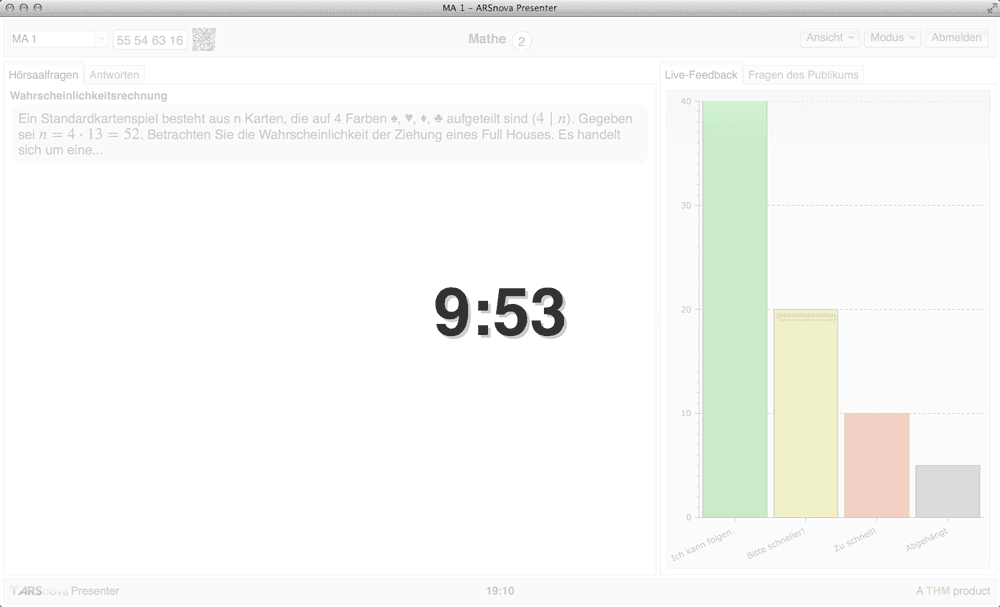 MA 1 - ARSnova Presenter
MA 1
55 54 63 16
Mathe 2
Ansicht
Modus
Abmelden
Hörsaalfragen
Antworten
Wahrscheinlichkeitsrechnung
Ein Standardkartenspiel besteht aus n Karten, die auf 4 Farben ♠, ♥, ♦, ♣ aufgeteilt sind (4 | n). Gegeben
sei n = 4 · 13 = 52. Betrachten Sie die Wahrscheinlichkeit der Ziehung eines Full Houses. Es handelt
sich um eine...
9:53
Live-Feedback
Fragen des Publikums
40
30
20
10
0
Ich kann folgen.
Bitte schneller!
Zu schnell!
Abgehängt
ARSnova Presenter
19:10
A THM product